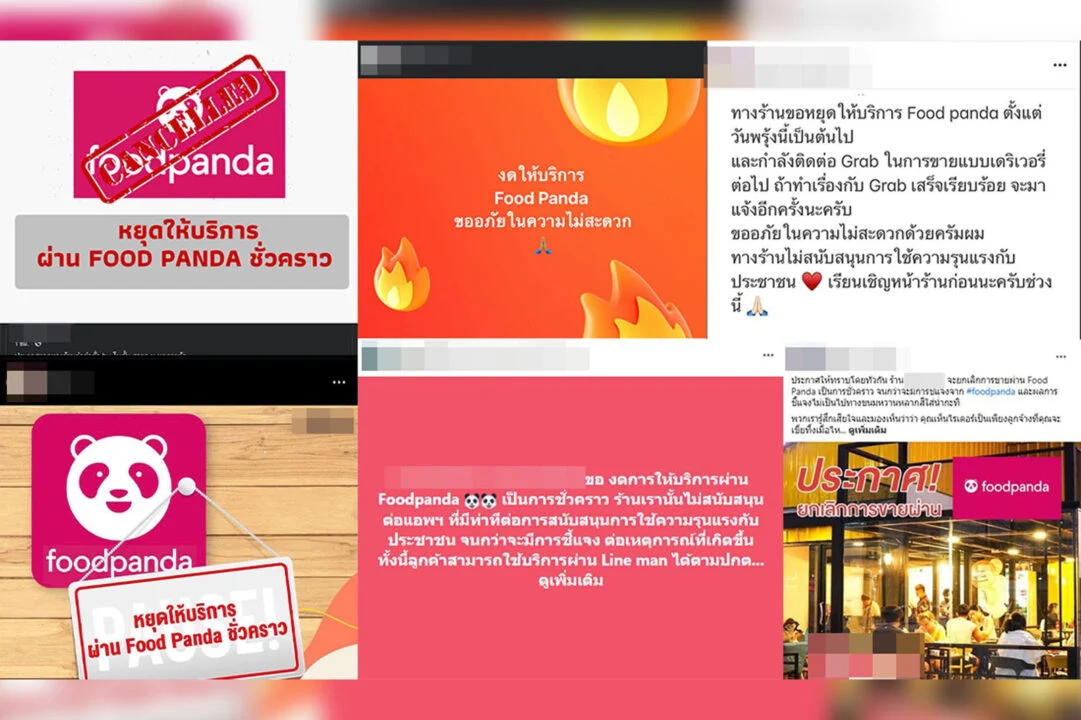 CANCELLED
foodpanda
หยุดให้บริการ
ผ่าน FOOD PANDA ชั่วคราว
งดให้บริการ
Food Panda
ขออภัยในความไม่สะดวก
ทางร้านขอหยุดให้บริการ Food panda ตั้งแต่
วันพรุ้งนี้เป็นต้นไป
และกำลังติดต่อ Grab ในการขายแบบเดริเวอรี่
ต่อไป ถ้าทำเรื่องกับ Grab เสร็จเรียบร้อย จะมา
แจ้งอีกครั้งนะครับ
ขออภัยในความไม่สะดวกด้วยครัมผม
ทางร้านไม่สนับสนุนการใช้ความรุนแรงกับ
ประชาชน ♥️ เรียนเชิญหน้าร้านก่อนนะครับช่วง
นี้ 🙏🏻
foodpanda
PAUSE!
หยุดให้บริการ
ผ่าน Food Panda ชั่วคราว
ขอ งดการให้บริการผ่าน
Foodpanda 🐼🐼 เป็นการชั่วคราว ร้านเรานั้นไม่สนับสนุน
ต่อแอพฯ ที่มีท่าทีต่อการสนับสนุนการใช้ความรุนแรงกับ
ประชาชน จนกว่าจะมีการชี้แจง ต่อเหตุการณ์ที่เกิดขึ้น
ทั้งนี้ลูกค้าสามารถใช้บริการผ่าน Line man ได้ตามปกต...
ดูเพิ่มเติม
ประกาศให้ทราบโดยทั่วกัน ร้าน จะยกเลิกการขายผ่าน Food
Panda เป็นการชั่วคราว จนกว่าจะมีการชี้แจงจาก #foodpanda และผลการ
ชี้แจงไม่เป็นไปทางขนมหวานหลากสีใส่น้ำกะทิ
พวกเรารู้สึกเสียใจและมองเห็นว่าว่า คุณเห็นไรเดอร์เป็นเพียงลูกจ้างที่คุณจะ
เขี่ยทิ้งเมื่อไห... ดูเพิ่มเติม
ประกาศ!
ยกเลิกการขายผ่าน
foodpanda